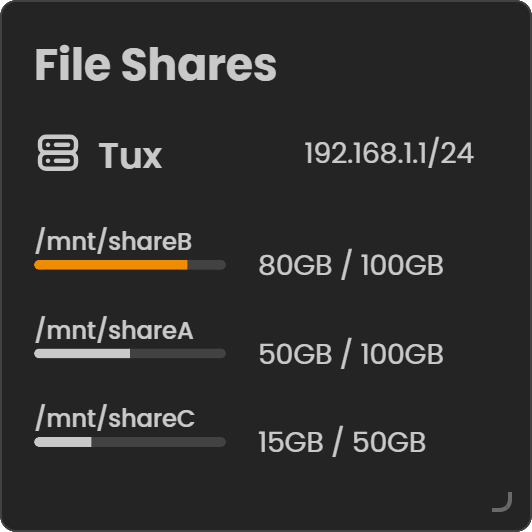 File Shares
Tux 192.168.1.1/24
/mnt/shareB
80GB / 100GB
/mnt/shareA
50GB / 100GB
/mnt/shareC
15GB / 50GB